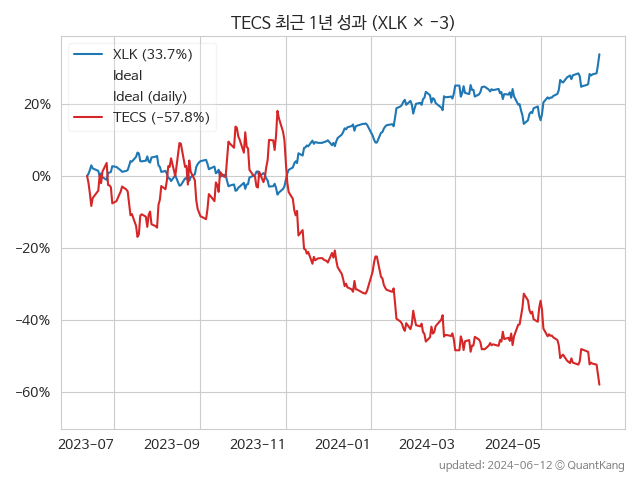 TECS 최근 1년 성과 (XLK × −3)
XLK (33.7%)
Ideal
Ideal (daily)
TECS (−57.8%)
20%
0%
−20%
−40%
−60%
2023−07 2023−09 2023−11 2024−01 2024−03 2024−05
updated: 2024−06−12 © QuantKang